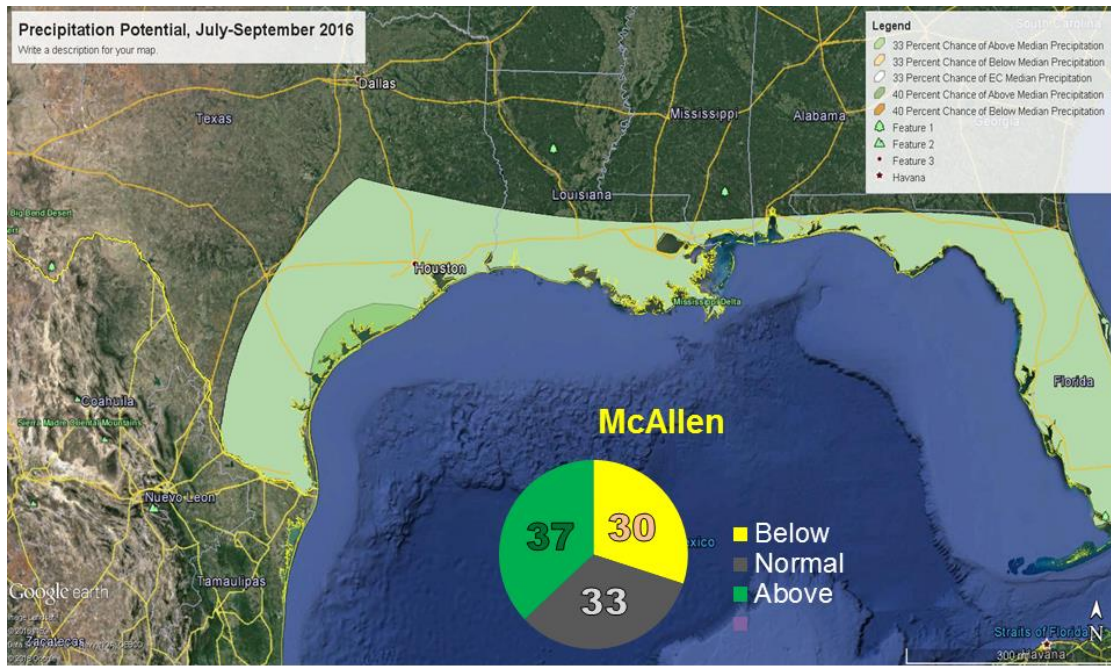 Precipitation Potential, July-September 2016
Write a description for your map.
Legend
33 Percent Chance of Above Median Precipitation
33 Percent Chance of Below Median Precipitation
33 Percent Chance of EC Median Precipitation
40 Percent Chance of Above Median Precipitation
40 Percent Chance of Below Median Precipitation
Feature 1
Feature 2
Feature 3
Havana
South Carolina
Georgia
Dallas
Texas
Mississippi
Alabama
Louisiana
Big Bend Desert
Houston
Mississippi Delta
Florida
Coahuila
Sierra Madre Oriental Mountains
McAllen
Nuevo Leon
37
30
33
exico
Below
Normal
Above
Tamaulipas
Google earth
Zacatecas
Straits of Florida
N
Havana